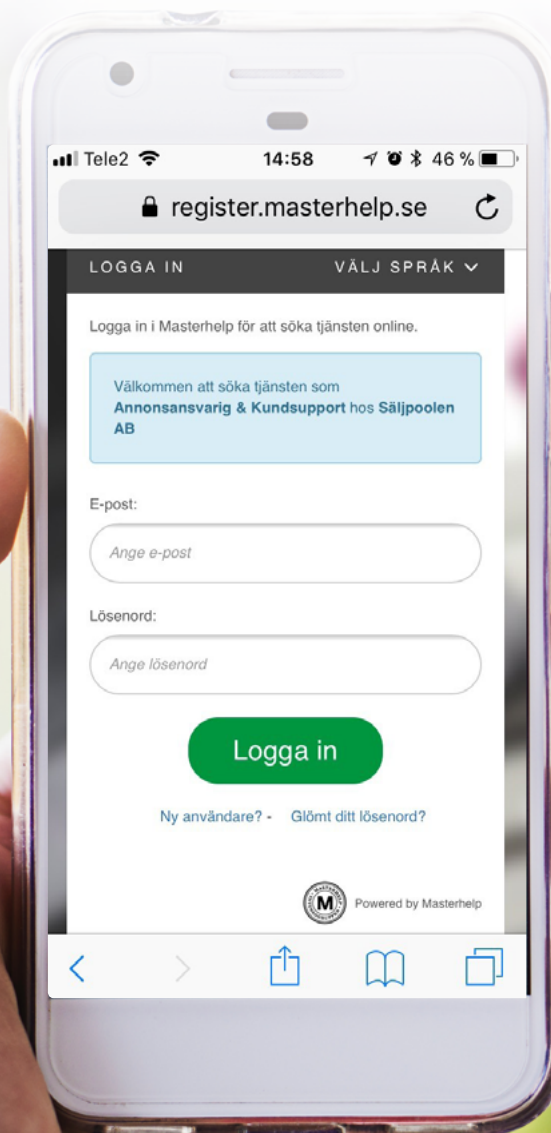 Tele2 14:58 46 %
register.masterhelp.se
LOGGA IN VÄLJ SPRÅK
Logga in i Masterhelp för att söka tjänsten online.
Välkommen att söka tjänsten som
Annonsansvarig & Kundsupport hos Säljpoolen
AB
E-post:
Ange e-post
Lösenord:
Ange lösenord
Logga in
Ny användare? - Glömt ditt lösenord?
M
Powered by Masterhelp